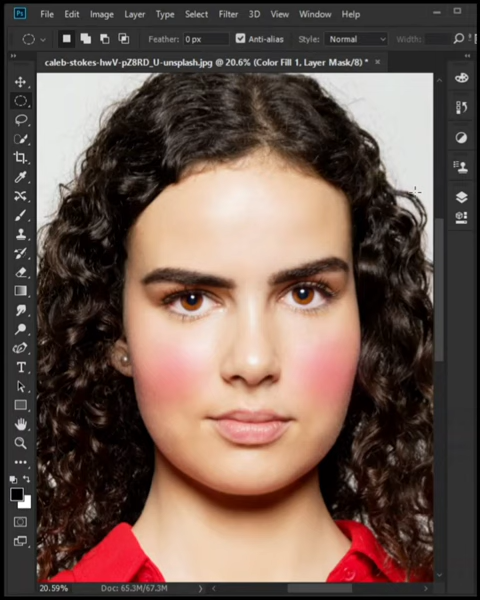 Ps File Edit Image Layer Type Select Filter 3D View Window Help
Feather: 0 px Anti-alias Style: Normal Width:
caleb-stokes-hwV-pZ8RD_U-unsplash.jpg @ 20.6% (Color Fill 1, Layer Mask/8) * ×
T
20.59% Doc: 65.3M/67.3M